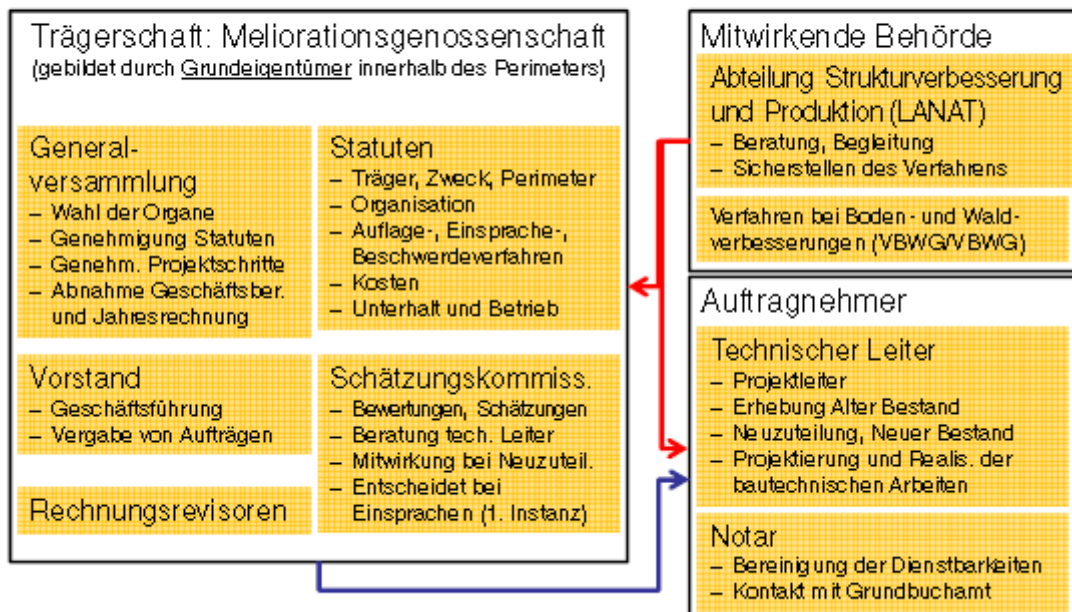 Trägerschaft: Meliorationsgenossenschaft
(gebildet durch Grundeigentümer innerhalb des Perimeters)
General-
versammlung
– Wahl der Organe
– Genehmigung Statuten
– Genehm. Projektschritte
– Abnahme Geschäftsber.
und Jahresrechnung
Statuten
– Träger, Zweck, Perimeter
– Organisation
– Auflage-, Einsprache-,
Beschwerdeverfahren
– Kosten
– Unterhalt und Betrieb
Vorstand
– Geschäftsführung
– Vergabe von Aufträgen
Rechnungsrevisoren
Schätzungskommiss.
– Bewertungen, Schätzungen
– Beratung tech. Leiter
– Mitwirkung bei Neuzuteil.
– Entscheidet bei
Einsprachen (1. Instanz)
Mitwirkende Behörde
Abteilung Strukturverbesserung
und Produktion (LANAT)
– Beratung, Begleitung
– Sicherstellen des Verfahrens
Verfahren bei Boden- und Wald-
verbesserungen (VBWG/VBWG)
Auftragnehmer
Technischer Leiter
– Projektleiter
– Erhebung Alter Bestand
– Neuzuteilung, Neuer Bestand
– Projektierung und Realis. der
bautechnischen Arbeiten
Notar
– Bereinigung der Dienstbarkeiten
– Kontakt mit Grundbuchamt